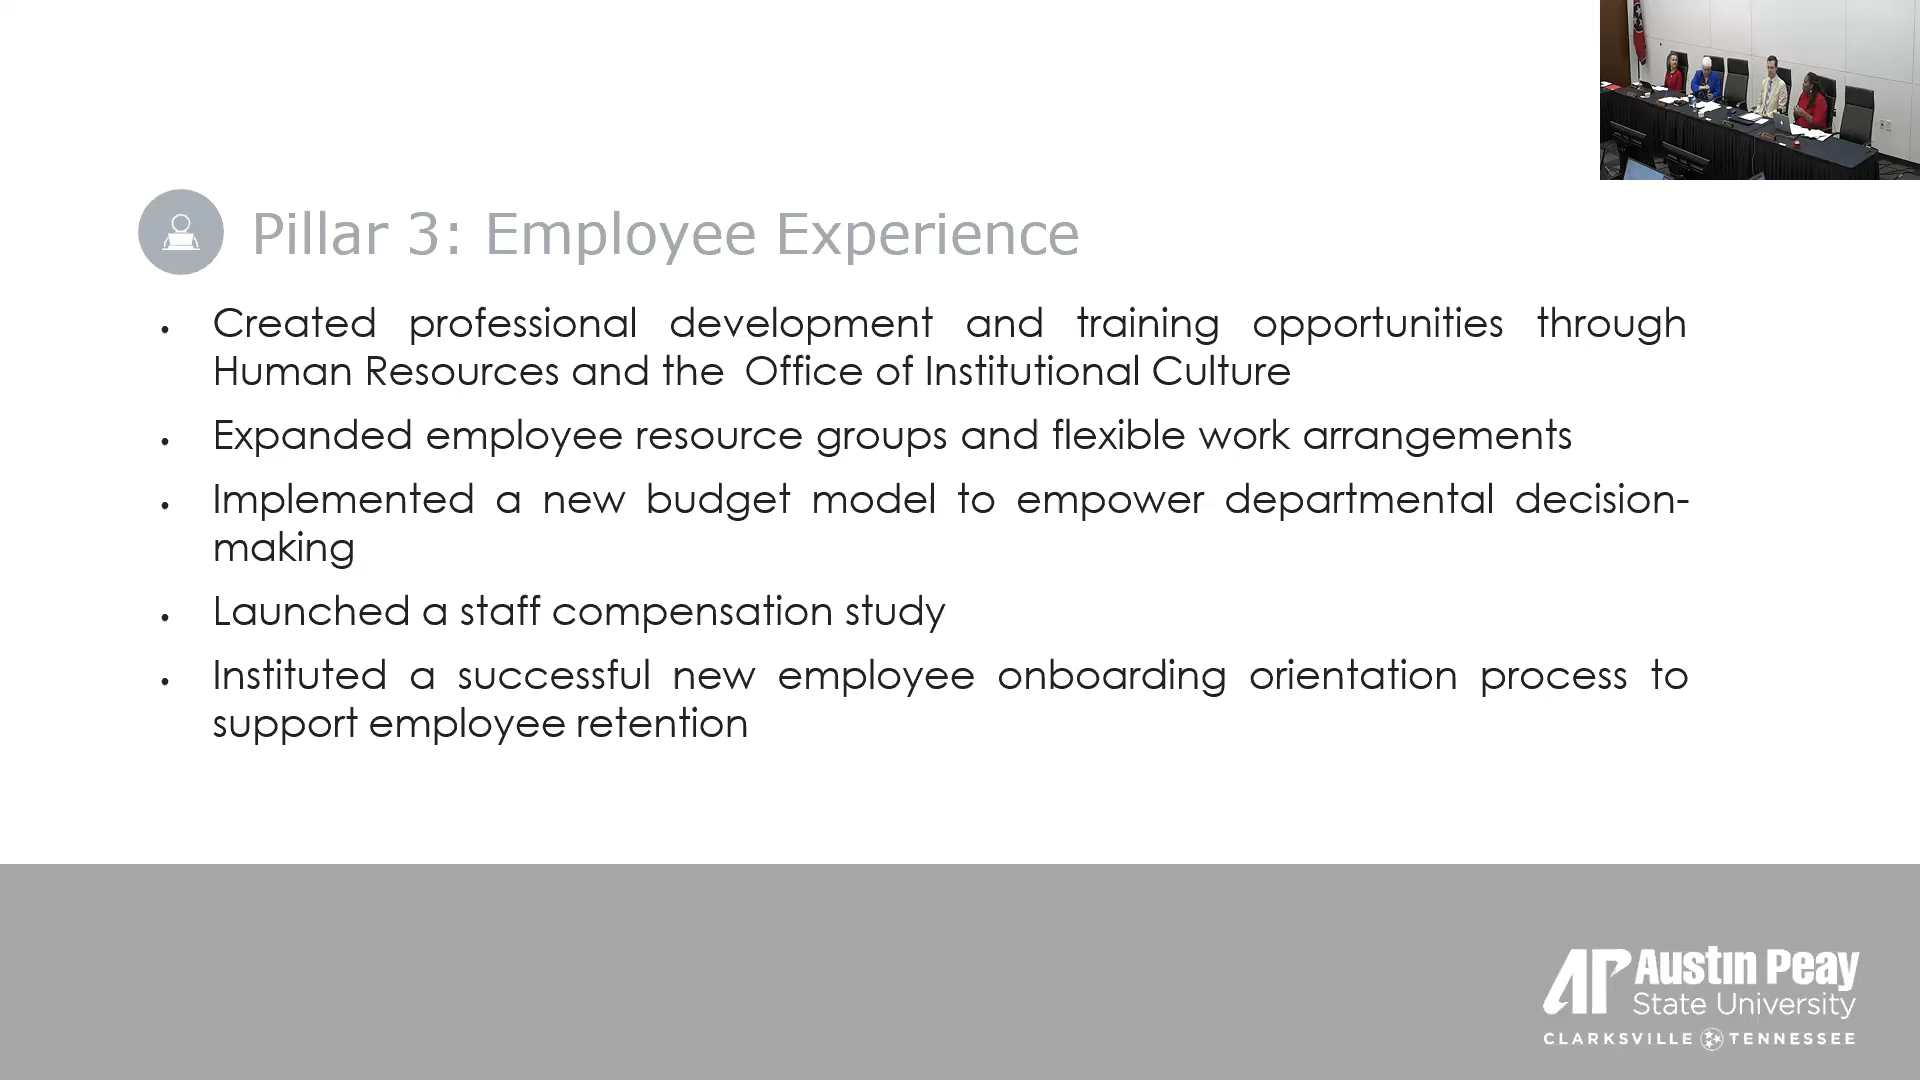 Pillar 3: Employee Experience
• Created professional development and training opportunities through
Human Resources and the Office of Institutional Culture
• Expanded employee resource groups and flexible work arrangements
• Implemented a new budget model to empower departmental decision-
making
• Launched a staff compensation study
• Instituted a successful new employee onboarding orientation process to
support employee retention
AP Austin Peay
State University
CLARKSVILLE TENNESSEE